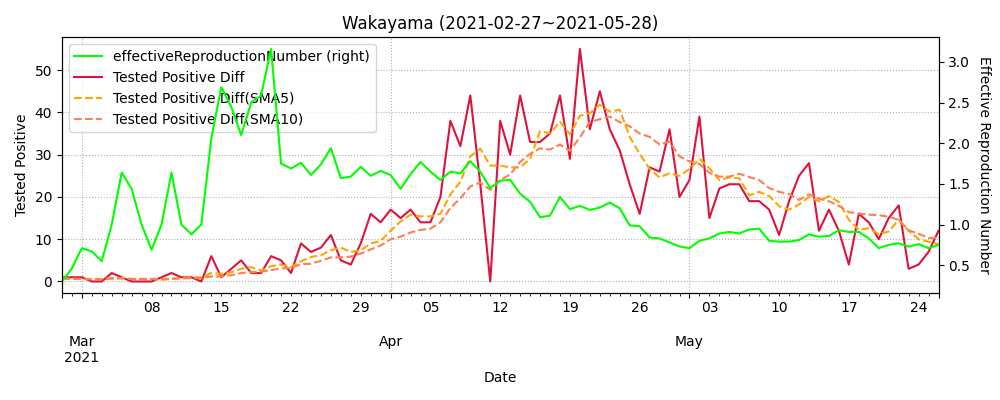 Wakayama (2021-02-27~2021-05-28)
effectiveReproductionNumber (right)
Tested Positive Diff
Tested Positive Diff(SMA5)
Tested Positive Diff(SMA10)
Tested Positive
50
40
30
20
10
0
3.0
2.5
2.0
1.5
1.0
0.5
Effective Reproduction Number
08 15 22 29 05 12 19 26 03 10 17 24
Mar Apr May
2021
Date